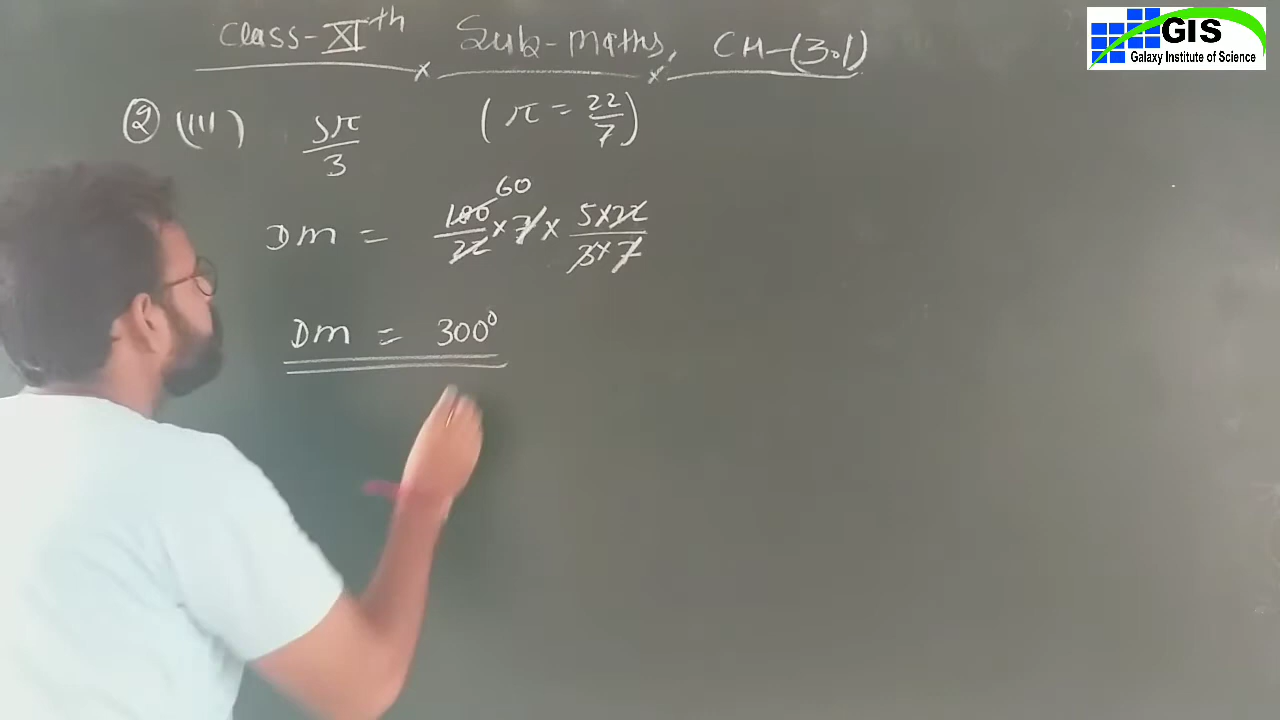 Class-XIth Sub-Maths, CH-(3.1)
GIS
Galaxy Institute of Science
② (III) 5π/3 (π = 22/7)
60
DM = 180/22 × 7 × 5×22/3×7
DM = 300°